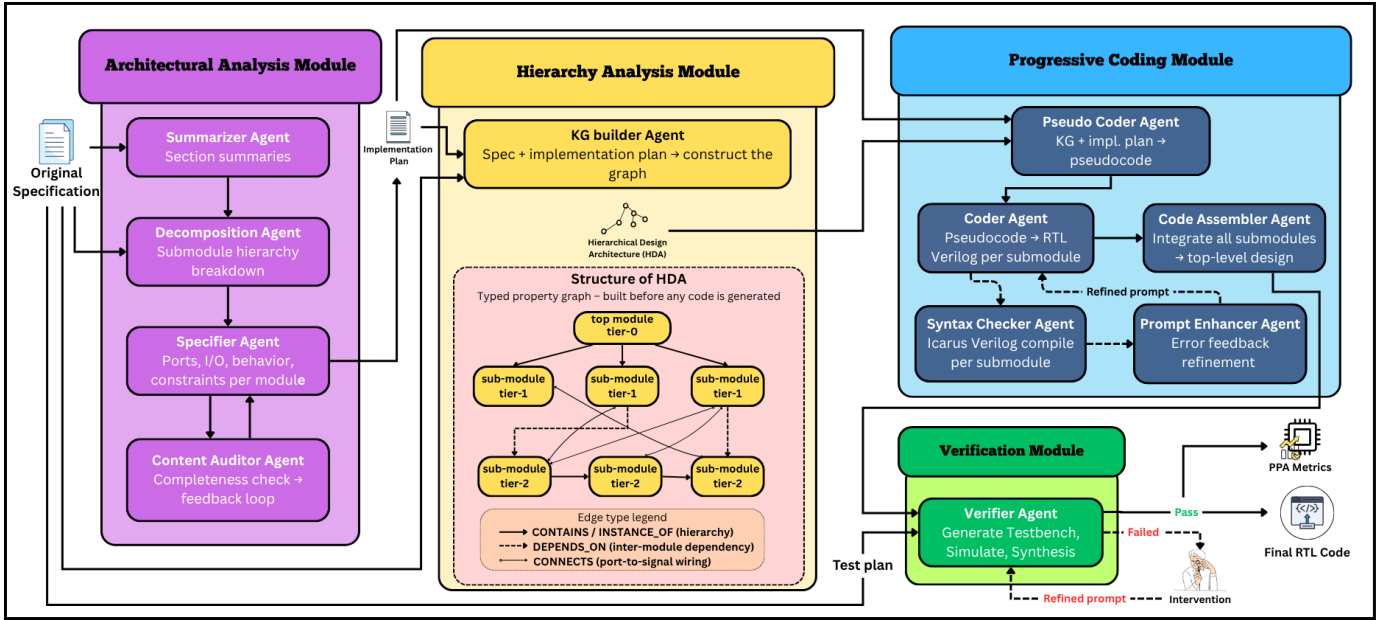 Architectural Analysis Module
Original
Specification
Summarizer Agent
Section summaries
Decomposition Agent
Submodule hierarchy
breakdown
Specifier Agent
Ports, I/O, behavior,
constraints per module
Content Auditor Agent
Completeness check →
feedback loop
Implementation
Plan
Hierarchy Analysis Module
KG builder Agent
Spec + implementation plan → construct the
graph
Hierarchical Design
Architecture (HDA)
Structure of HDA
Typed property graph – built before any code is generated
top module
tier-0
sub-module
tier-1
sub-module
tier-1
sub-module
tier-1
sub-module
tier-2
sub-module
tier-2
sub-module
tier-2
Edge type legend
CONTAINS / INSTANCE_OF (hierarchy)
DEPENDS_ON (inter-module dependency)
CONNECTS (port-to-signal wiring)
Progressive Coding Module
Pseudo Coder Agent
KG + impl. plan →
pseudocode
Coder Agent
Pseudocode → RTL
Verilog per submodule
Code Assembler Agent
Integrate all submodules
→ top-level design
Refined prompt
Syntax Checker Agent
Icarus Verilog compile
per submodule
Prompt Enhancer Agent
Error feedback
refinement
Verification Module
Verifier Agent
Generate Testbench,
Simulate, Synthesis
Test plan
Pass
Failed
Refined prompt
Intervention
PPA Metrics
Final RTL Code